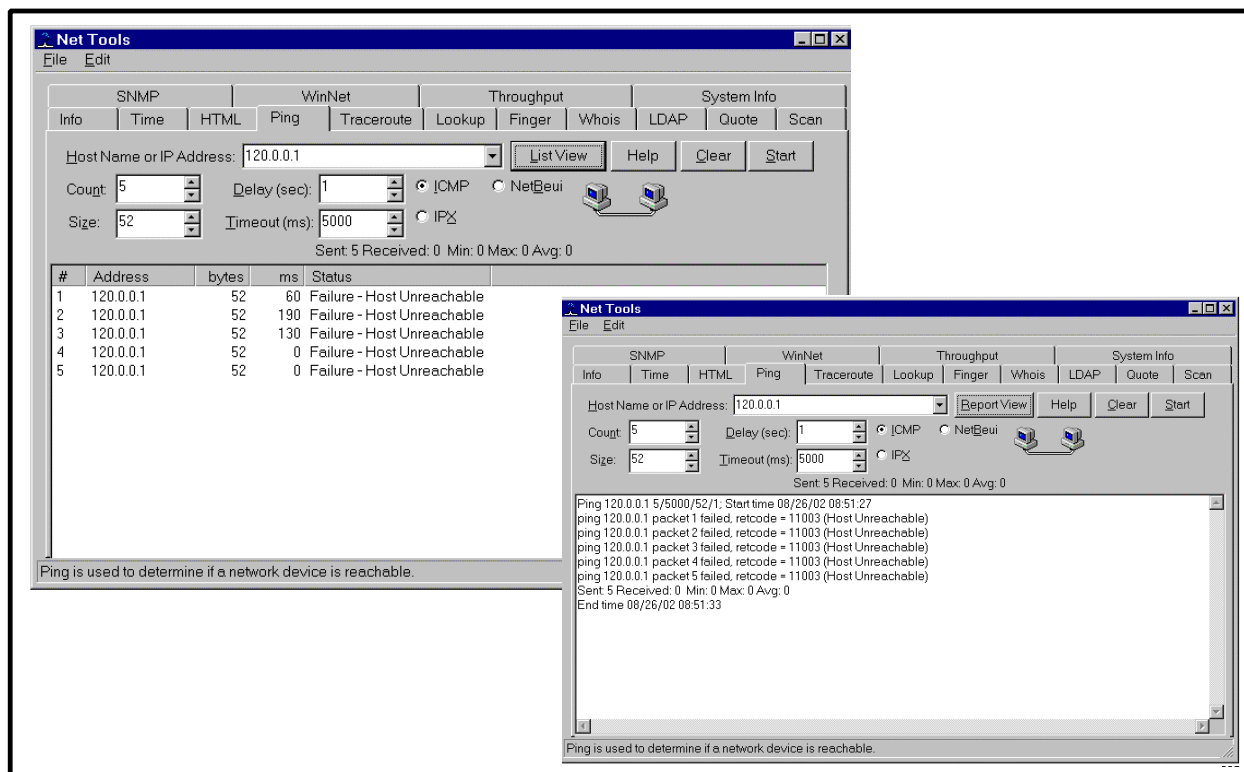 Net Tools
File Edit
SNMP WinNet Throughput System Info
Info Time HTML Ping Traceroute Lookup Finger Whois LDAP Quote Scan
Host Name or IP Address: 120.0.0.1 List View Help Clear Start
Count: 5 Delay (sec): 1 ICMP NetBeui
Size: 52 Timeout (ms): 5000 IPX
Sent: 5 Received: 0 Min: 0 Max: 0 Avg: 0
# Address bytes ms Status
1 120.0.0.1 52 60 Failure - Host Unreachable
2 120.0.0.1 52 190 Failure - Host Unreachable
3 120.0.0.1 52 130 Failure - Host Unreachable
4 120.0.0.1 52 0 Failure - Host Unreachable
5 120.0.0.1 52 0 Failure - Host Unreachable
Ping is used to determine if a network device is reachable.
Net Tools
File Edit
SNMP WinNet Throughput System Info
Info Time HTML Ping Traceroute Lookup Finger Whois LDAP Quote Scan
Host Name or IP Address: 120.0.0.1 Report View Help Clear Start
Count: 5 Delay (sec): 1 ICMP NetBeui
Size: 52 Timeout (ms): 5000 IPX
Sent: 5 Received: 0 Min: 0 Max: 0 Avg: 0
Ping 120.0.0.1 5/5000/52/1; Start time 08/26/02 08:51:27
ping 120.0.0.1 packet 1 failed, retcode = 11003 (Host Unreachable)
ping 120.0.0.1 packet 2 failed, retcode = 11003 (Host Unreachable)
ping 120.0.0.1 packet 3 failed, retcode = 11003 (Host Unreachable)
ping 120.0.0.1 packet 4 failed, retcode = 11003 (Host Unreachable)
ping 120.0.0.1 packet 5 failed, retcode = 11003 (Host Unreachable)
Sent: 5 Received: 0 Min: 0 Max: 0 Avg: 0
End time 08/26/02 08:51:33
Ping is used to determine if a network device is reachable.